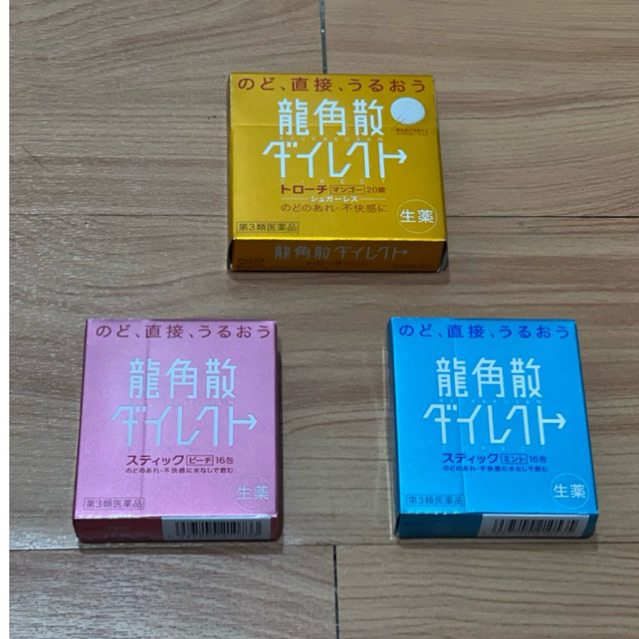 のど、直接、うるおう
龍角散
RYUKAKUSAN
ダイレクト
DIRECT
トローチ マンゴー 20錠
シュガーレス
のどのあれ・不快感に
生薬
第3類医薬品
龍角散ダイレクト
トローチ
のど、直接、うるおう
龍角散
ダイレクト
スティック ピーチ 16包
のどのあれ・不快感に水なしで飲む
生薬
第3類医薬品
のど、直接、うるおう
龍角散
ダイレクト
スティック ミント 16包
のどのあれ・不快感に水なしで飲む
生薬
第3類医薬品